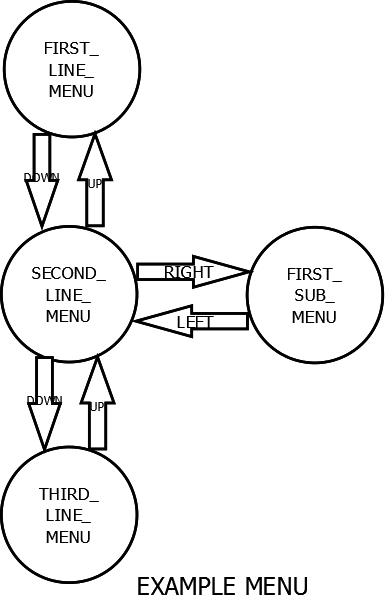 FIRST_
LINE_
MENU
DOWN
UP
SECOND_
LINE_
MENU
RIGHT
LEFT
FIRST_
SUB_
MENU
DOWN
UP
THIRD_
LINE_
MENU
EXAMPLE MENU